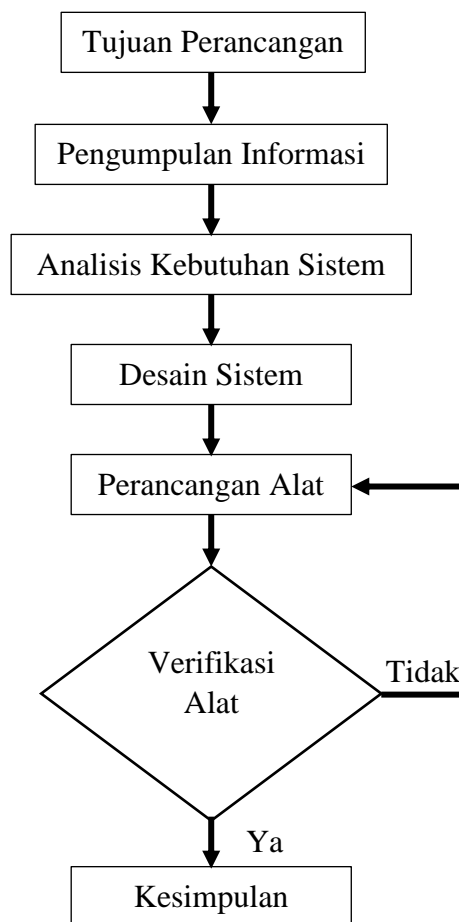 Tujuan Perancangan
Pengumpulan Informasi
Analisis Kebutuhan Sistem
Desain Sistem
Perancangan Alat
Verifikasi
Alat
Tidak
Ya
Kesimpulan